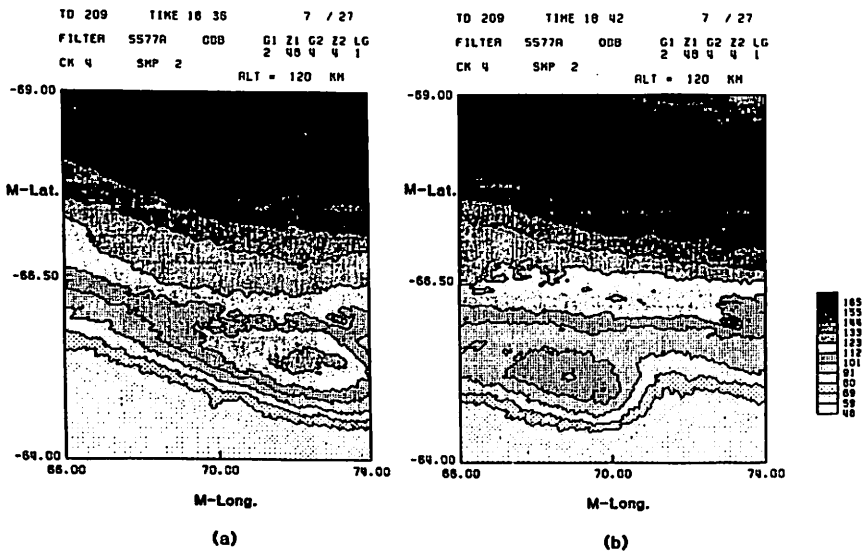 TD 209 TIME 18 36 7 / 27
FILTER 5577A ODB G1 Z1 G2 Z2 LG
2 48 4 4 1
CK 4 SMP 2
ALT = 120 KM
-69.00
M-Lat.
-66.50
-64.00
66.00 70.00 74.00
M-Long.
(a)
TD 209 TIME 18 42 7 / 27
FILTER 5577A ODB G1 Z1 G2 Z2 LG
2 48 4 4 1
CK 4 SMP 2
ALT = 120 KM
-69.00
M-Lat.
-66.50
-64.00
66.00 70.00 74.00
M-Long.
(b)
165
155
144
133
123
112
101
91
80
69
59
48